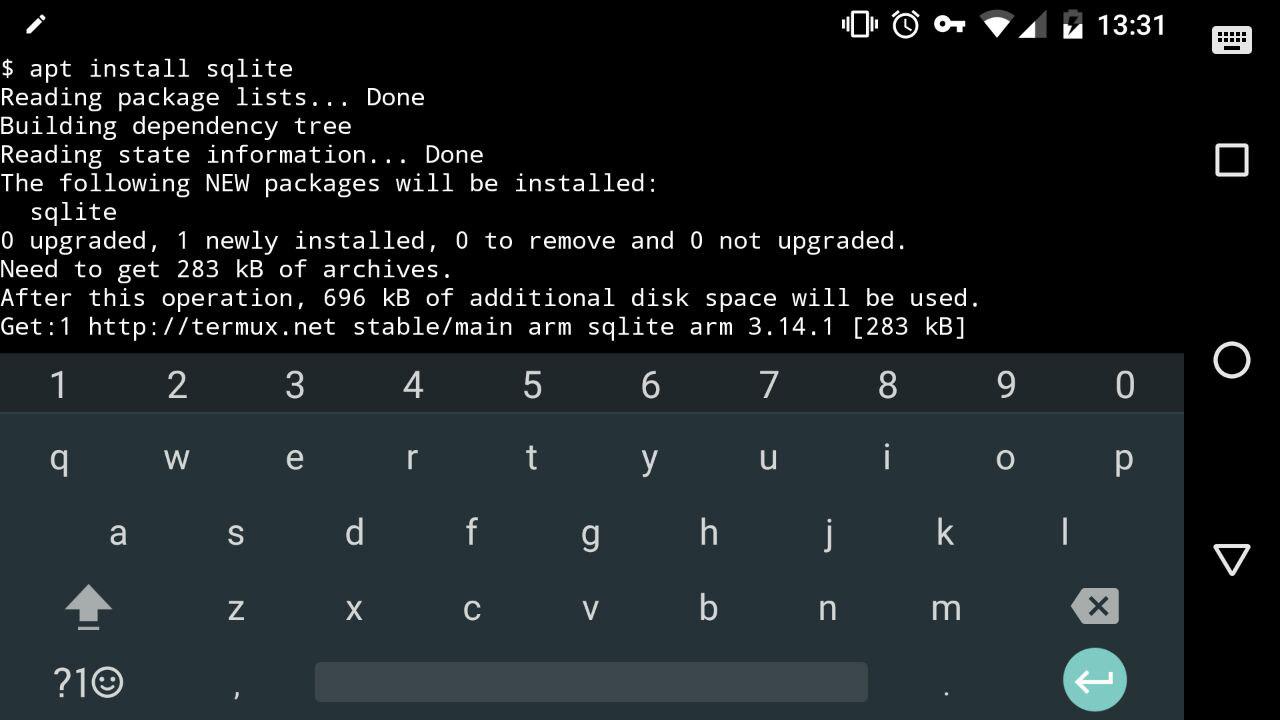 13:31
$ apt install sqlite
Reading package lists... Done
Building dependency tree
Reading state information... Done
The following NEW packages will be installed:
  sqlite
0 upgraded, 1 newly installed, 0 to remove and 0 not upgraded.
Need to get 283 kB of archives.
After this operation, 696 kB of additional disk space will be used.
Get:1 http://termux.net stable/main arm sqlite arm 3.14.1 [283 kB]
1 2 3 4 5 6 7 8 9 0
q w e r t y u i o p
a s d f g h j k l
z x c v b n m
?1☺ , .